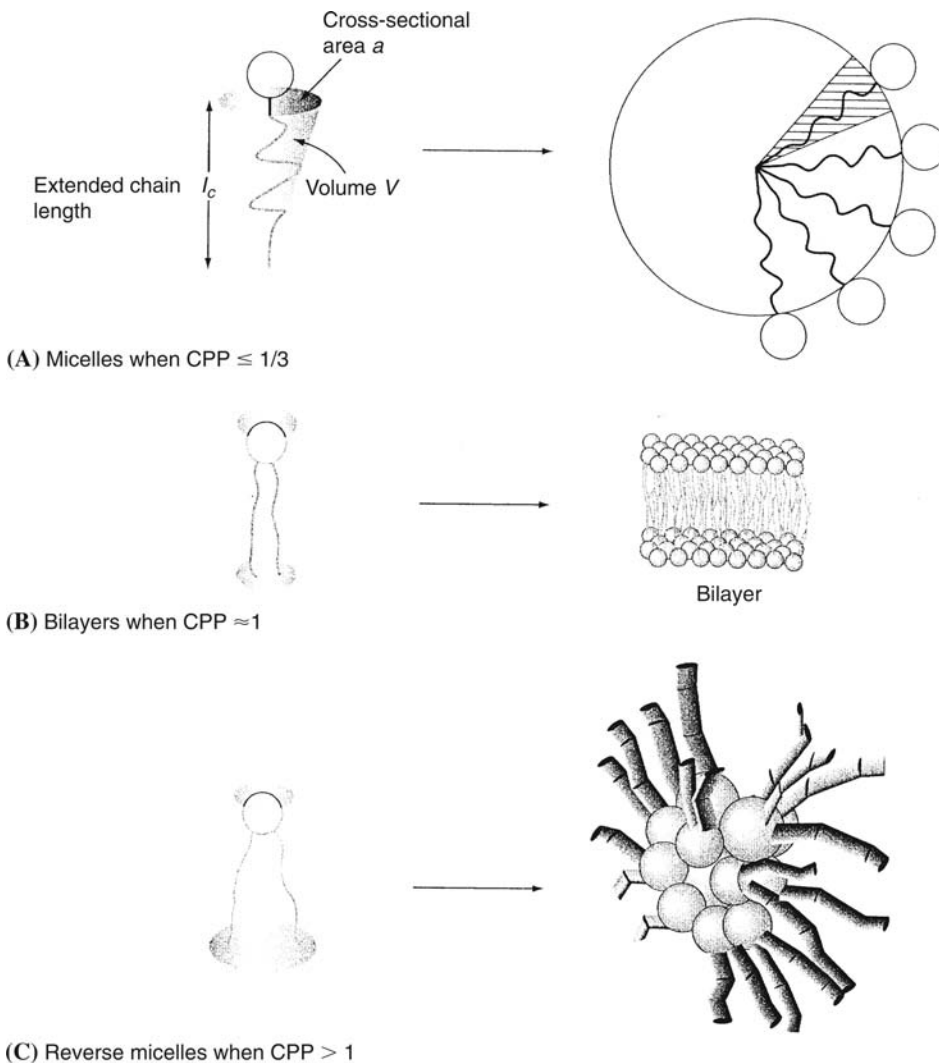 Cross-sectional
area a
Extended chain
length
lc
Volume V
(A) Micelles when CPP ≤ 1/3
(B) Bilayers when CPP ≈1
Bilayer
(C) Reverse micelles when CPP > 1